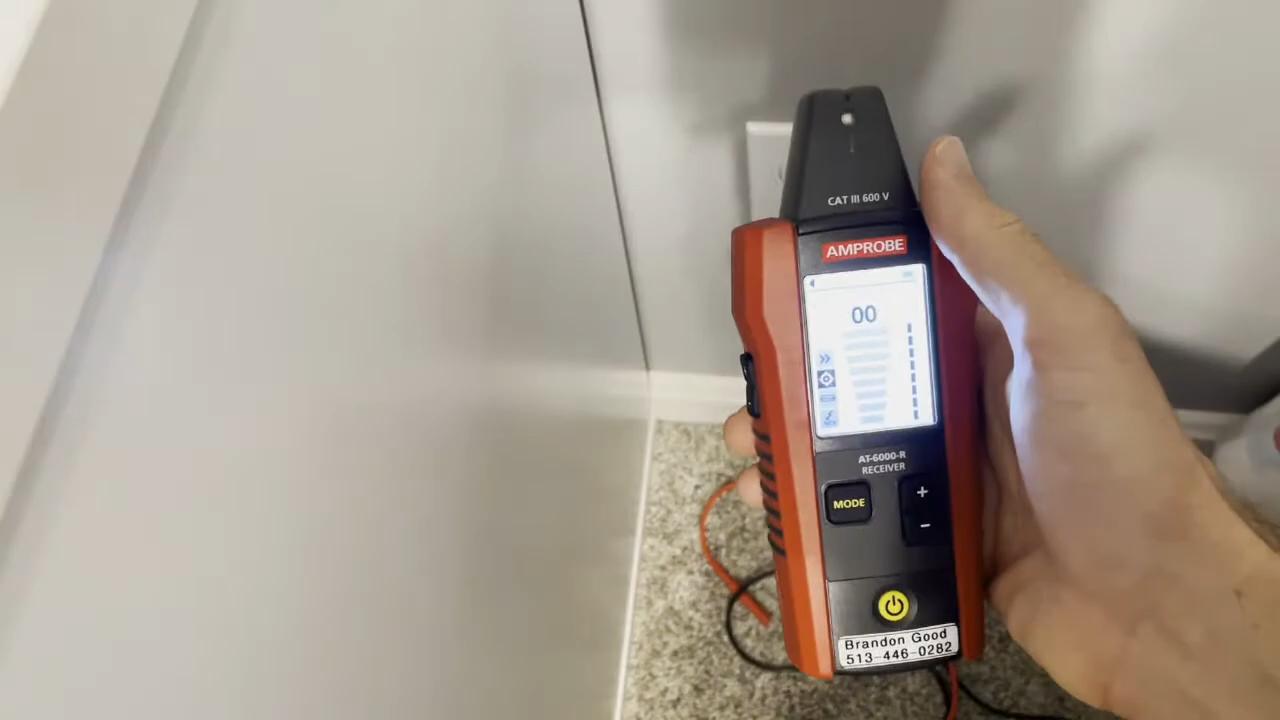 CAT III 600 V
AMPROBE
00
AT-6000-R
RECEIVER
MODE
+
-
Brandon Good
513-446-0282